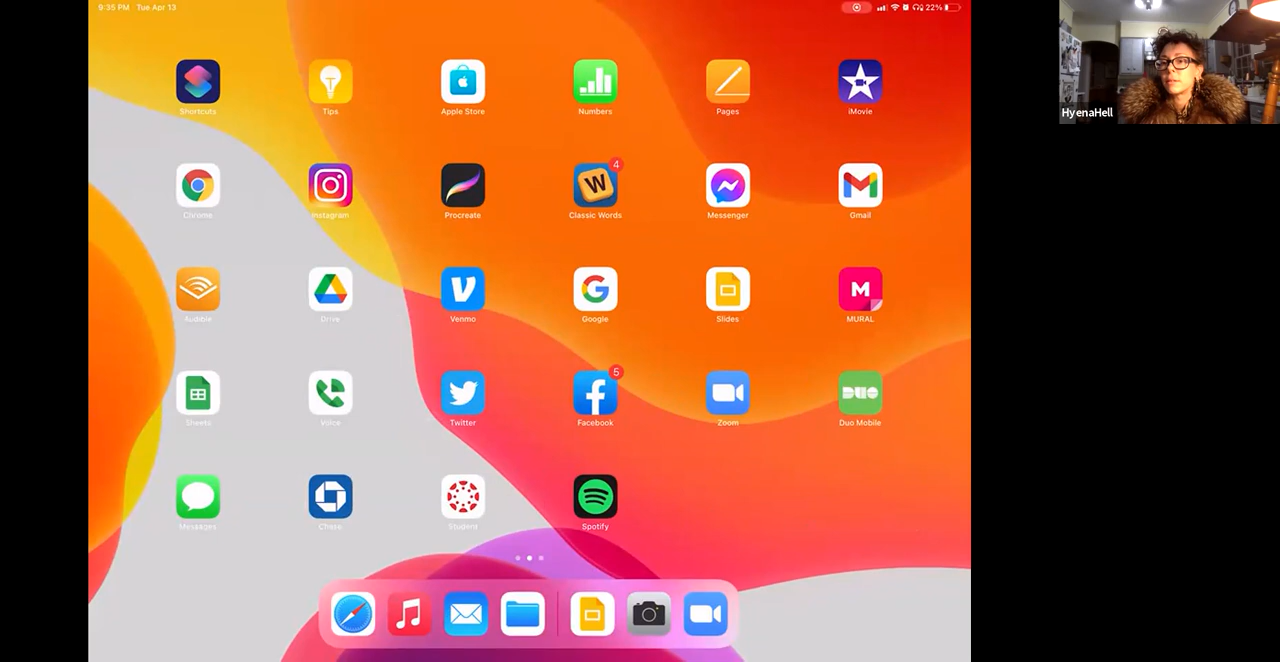 9:35 PM Tue Apr 13
22%
Shortcuts
Tips
Apple Store
Numbers
Pages
iMovie
Chrome
Instagram
Procreate
4
W
Classic Words
Messenger
Gmail
Audible
Drive
Venmo
Google
Slides
M
MURAL
Sheets
Voice
Twitter
5
Facebook
Zoom
DUO
Duo Mobile
Messages
Chase
Student
Spotify
HyenaHell